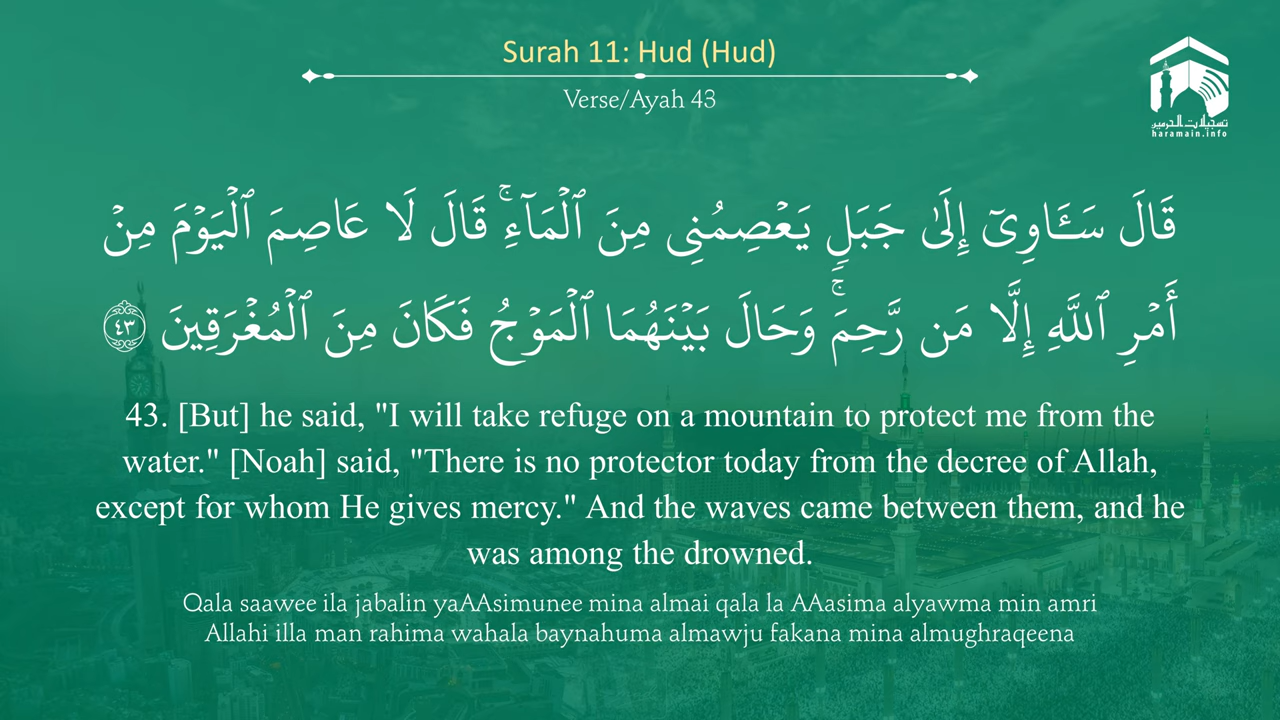 Surah 11: Hud (Hud)
Verse/Ayah 43
تسجيلات الحرمين
haramain.info
قَالَ سَـَٔاوِىٓ إِلَىٰ جَبَلٍ يَعْصِمُنِى مِنَ ٱلْمَآءِ ۚ قَالَ لَا عَاصِمَ ٱلْيَوْمَ مِنْ
أَمْرِ ٱللَّهِ إِلَّا مَن رَّحِمَ ۚ وَحَالَ بَيْنَهُمَا ٱلْمَوْجُ فَكَانَ مِنَ ٱلْمُغْرَقِينَ ٤٣
43. [But] he said, "I will take refuge on a mountain to protect me from the
water." [Noah] said, "There is no protector today from the decree of Allah,
except for whom He gives mercy." And the waves came between them, and he
was among the drowned.
Qala saawee ila jabalin yaAAsimunee mina almai qala la AAasima alyawma min amri
Allahi illa man rahima wahala baynahuma almawju fakana mina almughraqeena